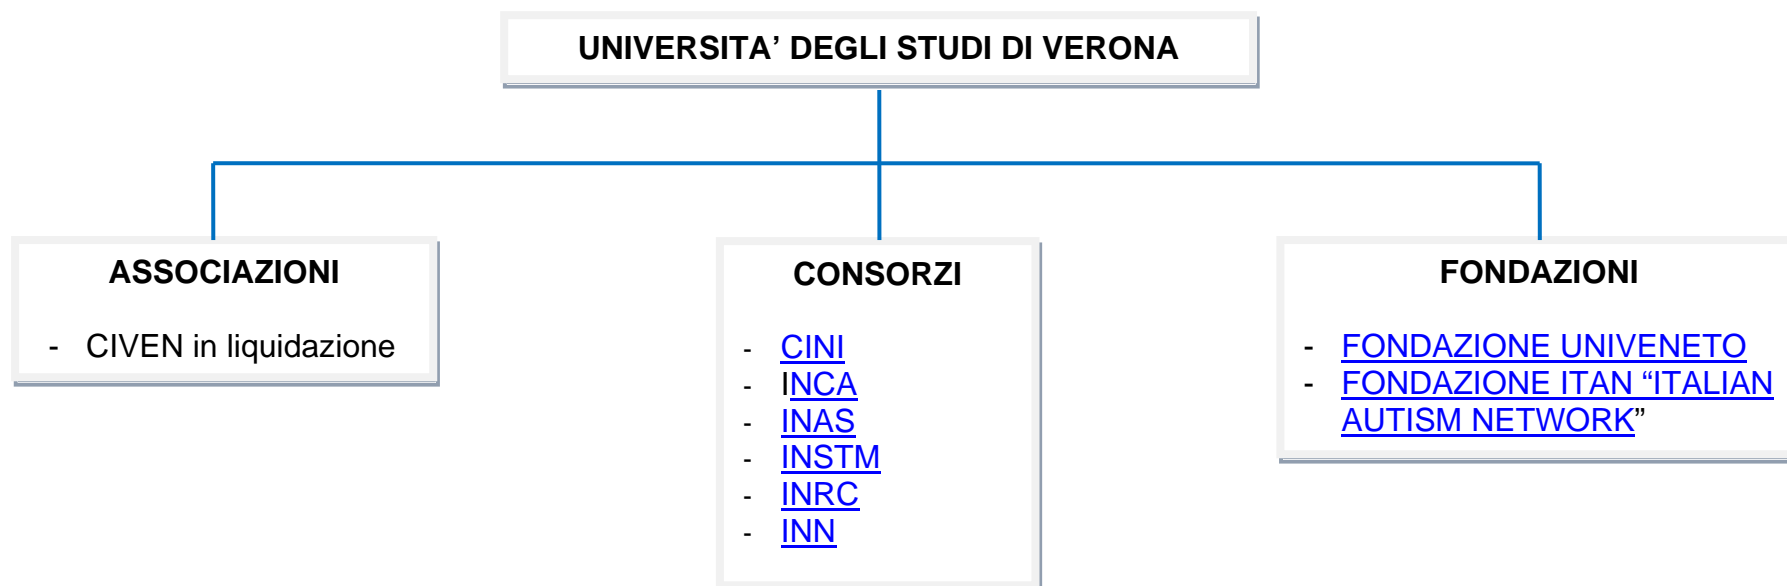 UNIVERSITA’ DEGLI STUDI DI VERONA
ASSOCIAZIONI
- CIVEN in liquidazione
CONSORZI
- CINI
- INCA
- INAS
- INSTM
- INRC
- INN
FONDAZIONI
- FONDAZIONE UNIVENETO
- FONDAZIONE ITAN “ITALIAN
AUTISM NETWORK”